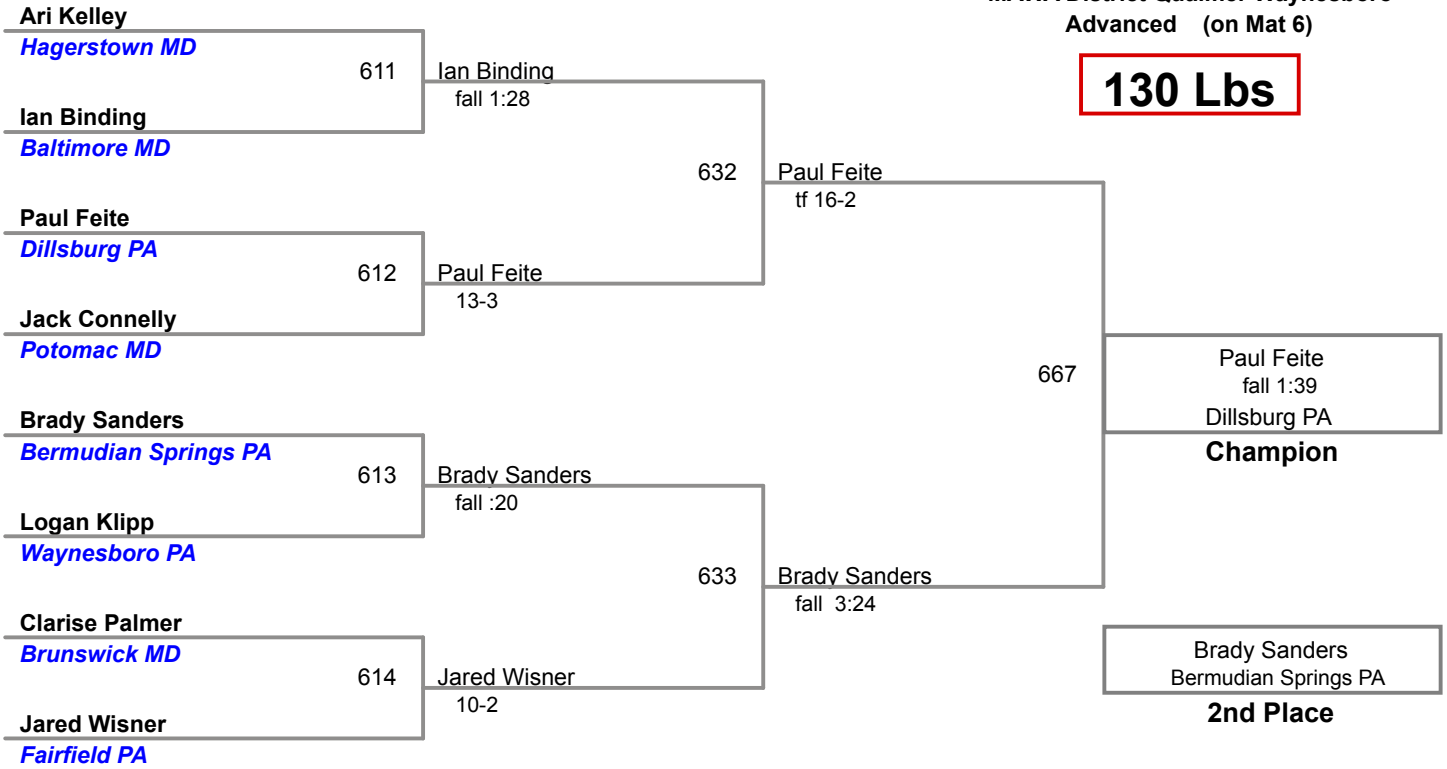 Advanced (on Mat 6)
130 Lbs
Ari Kelley
Hagerstown MD
611
Ian Binding
fall 1:28
Ian Binding
Baltimore MD
632
Paul Feite
tf 16-2
Paul Feite
Dillsburg PA
612
Paul Feite
13-3
Jack Connelly
Potomac MD
667
Paul Feite
fall 1:39
Dillsburg PA
Champion
Brady Sanders
Bermudian Springs PA
613
Brady Sanders
fall :20
Logan Klipp
Waynesboro PA
633
Brady Sanders
fall 3:24
Clarise Palmer
Brunswick MD
614
Jared Wisner
10-2
Jared Wisner
Fairfield PA
Brady Sanders
Bermudian Springs PA
2nd Place